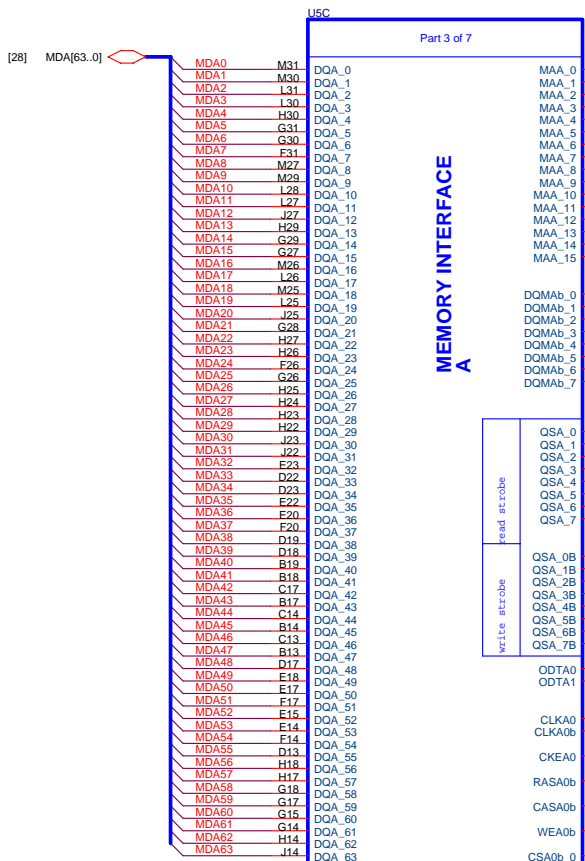 U5C
Part 3 of 7
[28] MDA[63..0]
MDA0 M31 DQA_0 MAA_0
MDA1 M30 DQA_1 MAA_1
MDA2 L31 DQA_2 MAA_2
MDA3 L30 DQA_3 MAA_3
MDA4 H30 DQA_4 MAA_4
MDA5 G31 DQA_5 MAA_5
MDA6 G30 DQA_6 MAA_6
MDA7 F31 DQA_7 MAA_7
MDA8 M27 DQA_8 MAA_8
MDA9 M29 DQA_9 MAA_9
MDA10 L28 DQA_10 MAA_10
MDA11 L27 DQA_11 MAA_11
MDA12 J27 DQA_12 MAA_12
MDA13 H29 DQA_13 MAA_13
MDA14 G29 DQA_14 MAA_14
MDA15 G27 DQA_15 MAA_15
MDA16 M26 DQA_16
MDA17 L26 DQA_17
MDA18 M25 DQA_18 DQMAb_0
MDA19 L25 DQA_19 DQMAb_1
MDA20 J25 DQA_20 DQMAb_2
MDA21 G28 DQA_21 DQMAb_3
MDA22 H27 DQA_22 DQMAb_4
MDA23 H26 DQA_23 DQMAb_5
MDA24 F26 DQA_24 DQMAb_6
MDA25 G26 DQA_25 DQMAb_7
MDA26 H25 DQA_26
MDA27 H24 DQA_27
MDA28 H23 DQA_28
MDA29 H22 DQA_29 QSA_0
MDA30 J23 DQA_30 QSA_1
MDA31 J22 DQA_31 QSA_2
MDA32 E23 DQA_32 QSA_3
MDA33 D22 DQA_33 QSA_4
MDA34 D23 DQA_34 QSA_5
MDA35 E22 DQA_35 QSA_6
MDA36 E20 DQA_36 QSA_7
MDA37 F20 DQA_37
MDA38 D19 DQA_38
MDA39 D18 DQA_39 QSA_0B
MDA40 B19 DQA_40 QSA_1B
MDA41 B18 DQA_41 QSA_2B
MDA42 C17 DQA_42 QSA_3B
MDA43 B17 DQA_43 QSA_4B
MDA44 C14 DQA_44 QSA_5B
MDA45 B14 DQA_45 QSA_6B
MDA46 C13 DQA_46 QSA_7B
MDA47 B13 DQA_47
MDA48 D17 DQA_48 ODTA0
MDA49 E18 DQA_49 ODTA1
MDA50 E17 DQA_50
MDA51 F17 DQA_51
MDA52 E15 DQA_52 CLKA0
MDA53 E14 DQA_53 CLKA0b
MDA54 F14 DQA_54
MDA55 D13 DQA_55 CKEA0
MDA56 H18 DQA_56
MDA57 H17 DQA_57 RASA0b
MDA58 G18 DQA_58
MDA59 G17 DQA_59 CASA0b
MDA60 G15 DQA_60
MDA61 G14 DQA_61 WEA0b
MDA62 H14 DQA_62
MDA63 J14 DQA_63 CSA0b_0
MEMORY INTERFACE
A
read strobe
write strobe